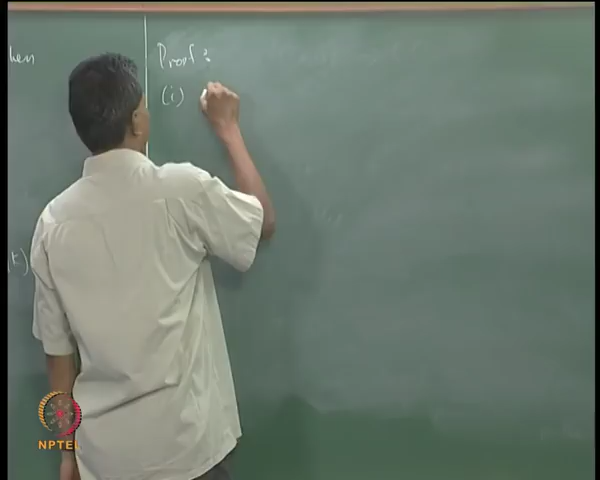 hen
Proof :
(i)
(k)
NPTEL